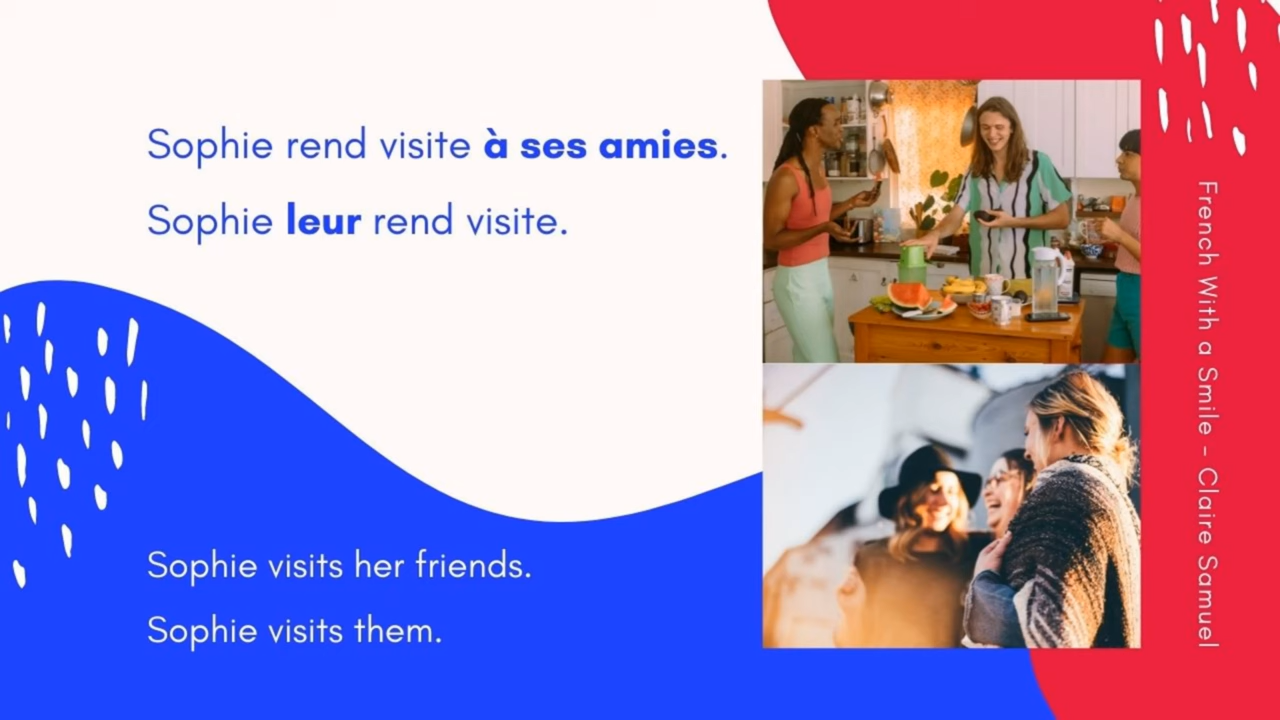 Sophie rend visite à ses amies.
Sophie leur rend visite.
Sophie visits her friends.
Sophie visits them.
French With a Smile - Claire Samuel